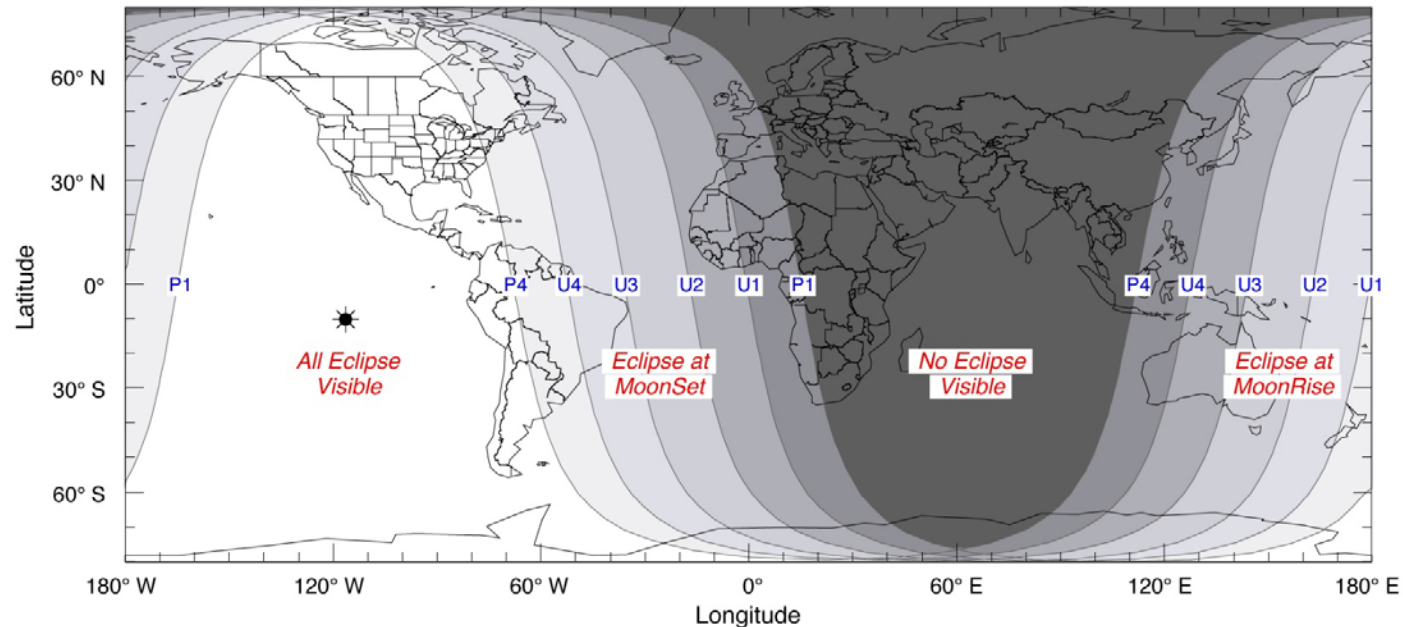 60° N
30° N
0°
30° S
60° S
Latitude
P1
P4
U4
U3
U2
U1
P1
P4
U4
U3
U2
U1
All Eclipse
Visible
Eclipse at
MoonSet
No Eclipse
Visible
Eclipse at
MoonRise
180° W
120° W
60° W
0°
60° E
120° E
180° E
Longitude